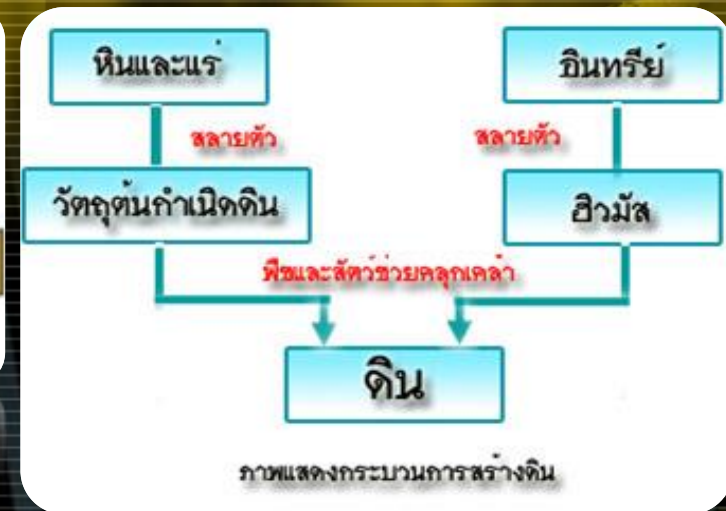 หินและแร่
อินทรีย์
สลายตัว
สลายตัว
วัตถุต้นกำเนิดดิน
ฮิวมัส
พืชและสัตว์ช่วยคลุกเคล้า
ดิน
ภาพแสดงกระบวนการสร้างดิน